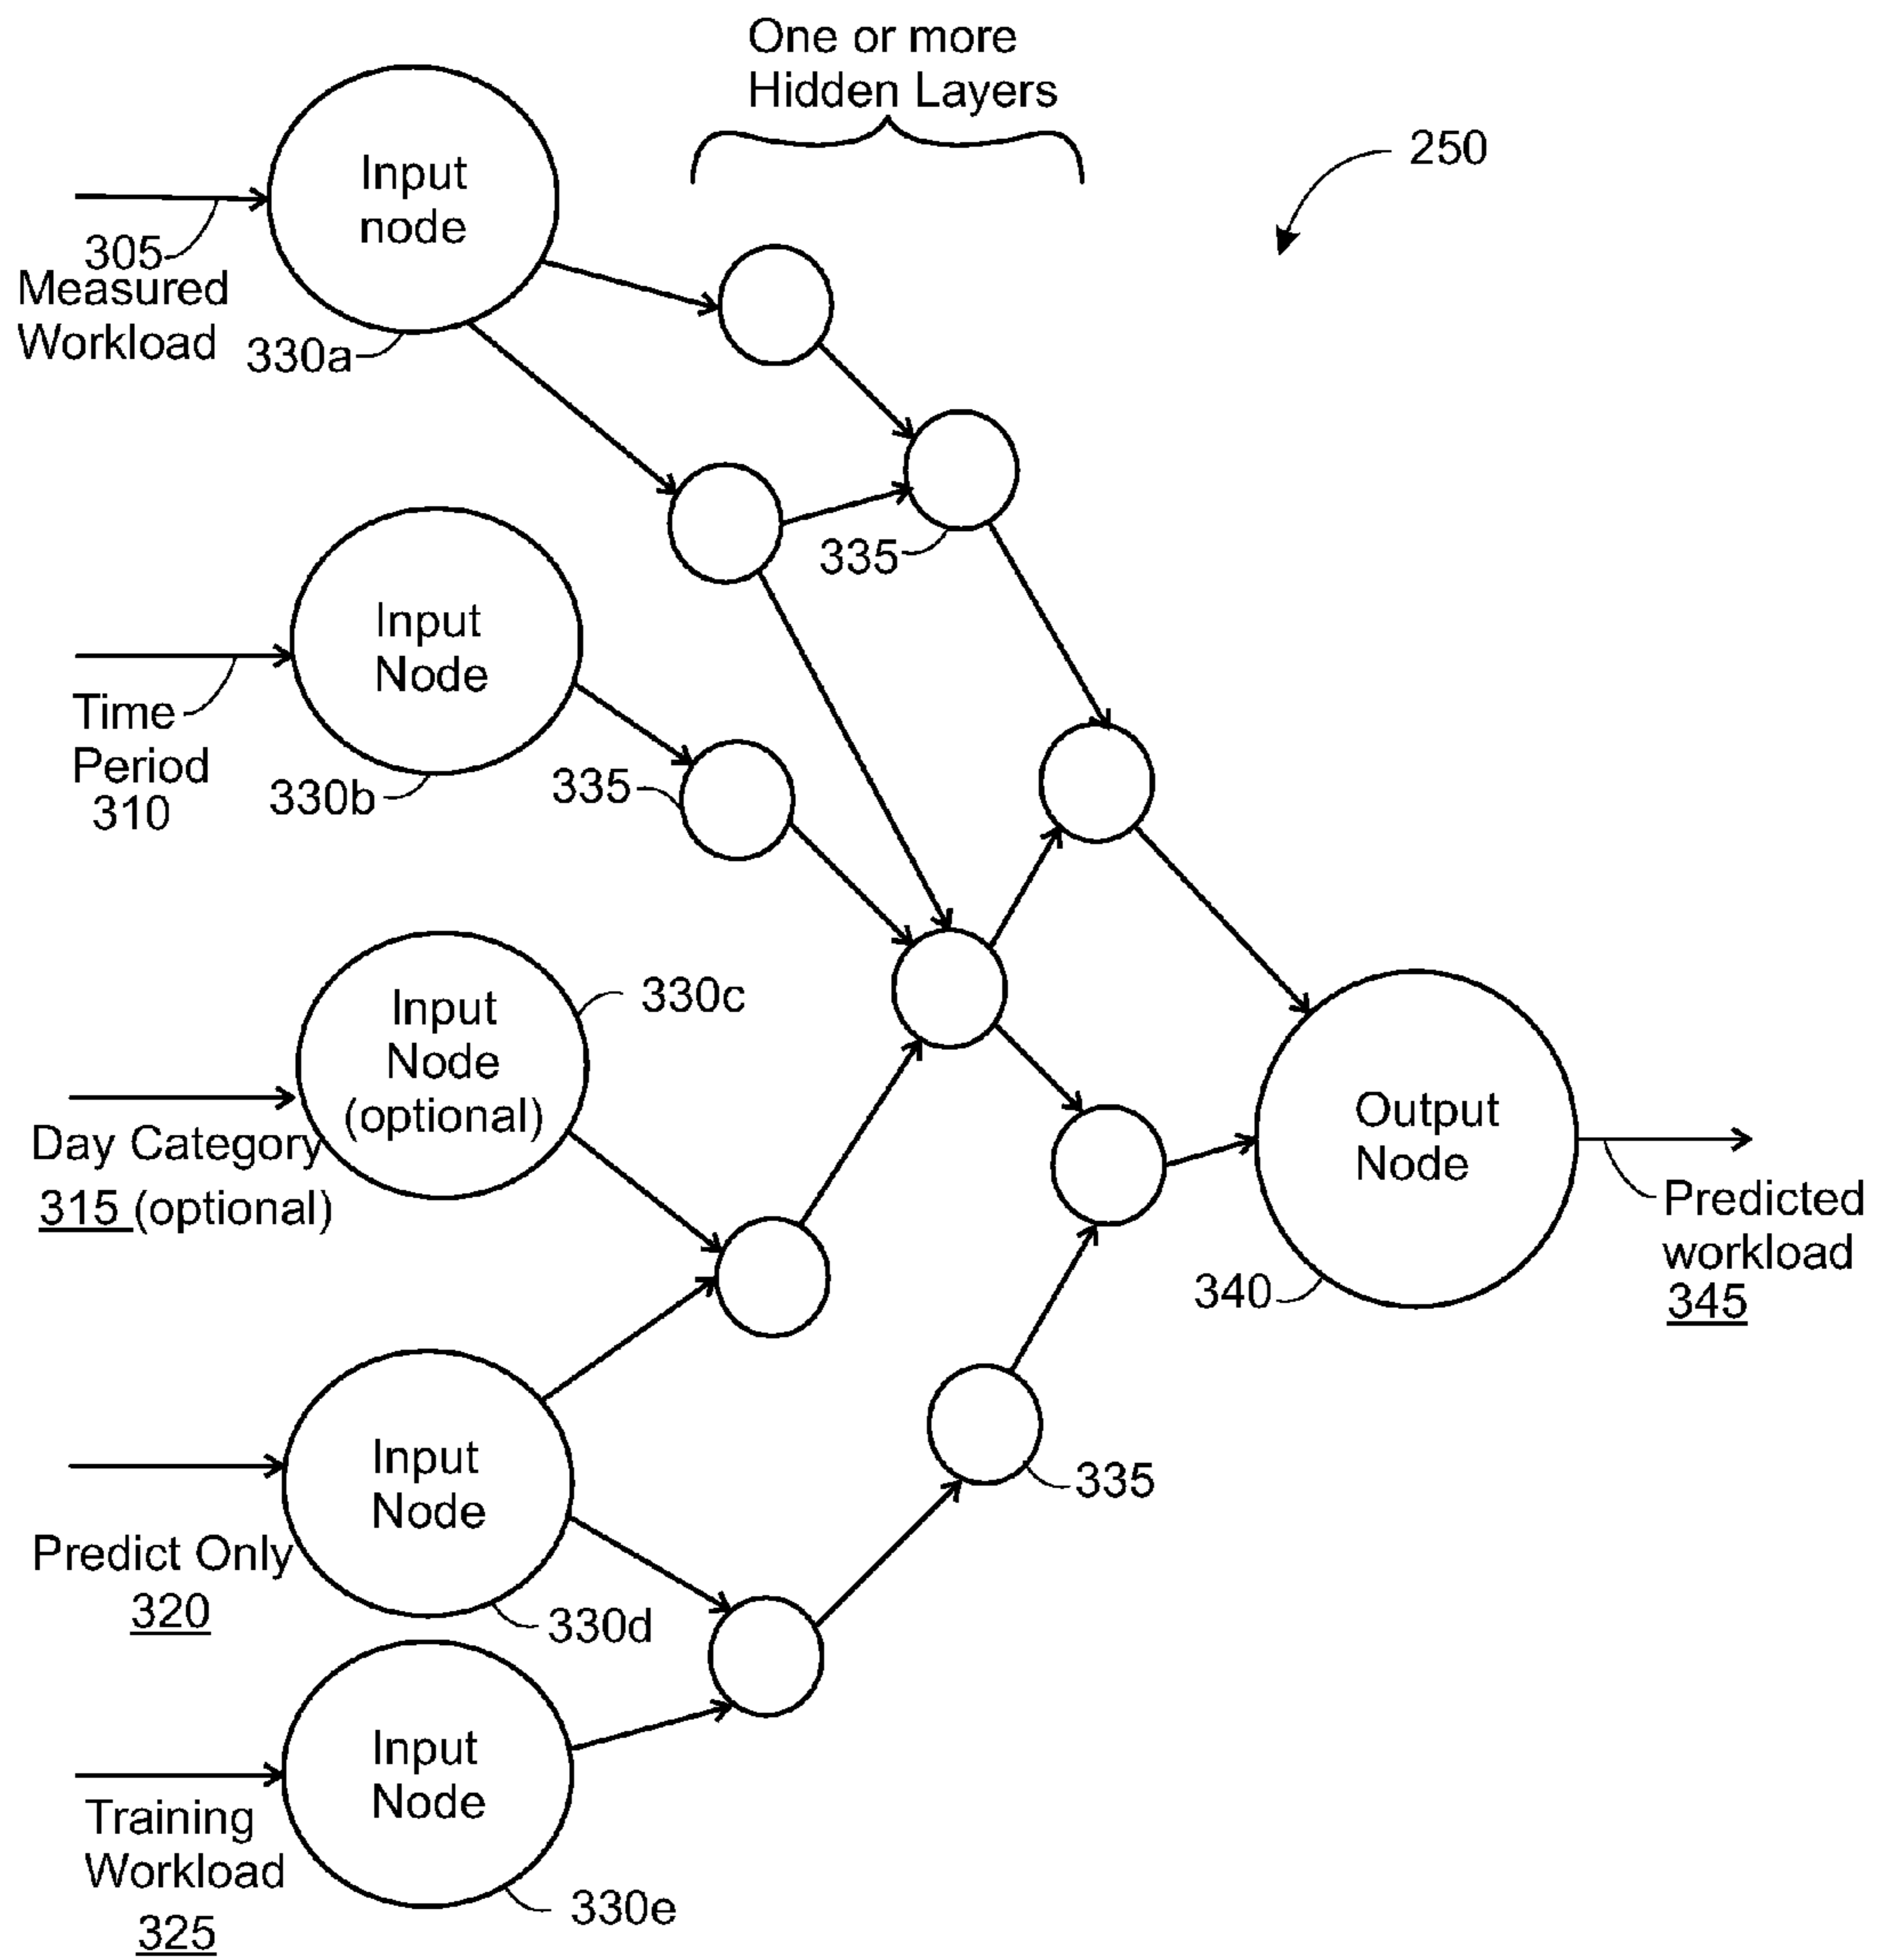 One or more
Hidden Layers
250
Input
node
305
Measured
Workload
330a
335
Input
Node
Time
Period
310
330b
335
Input
Node
(optional)
330c
Day Category
315 (optional)
Output
Node
Predicted
workload
345
340
Input
Node
335
Predict Only
320
330d
Input
Node
Training
Workload
325
330e